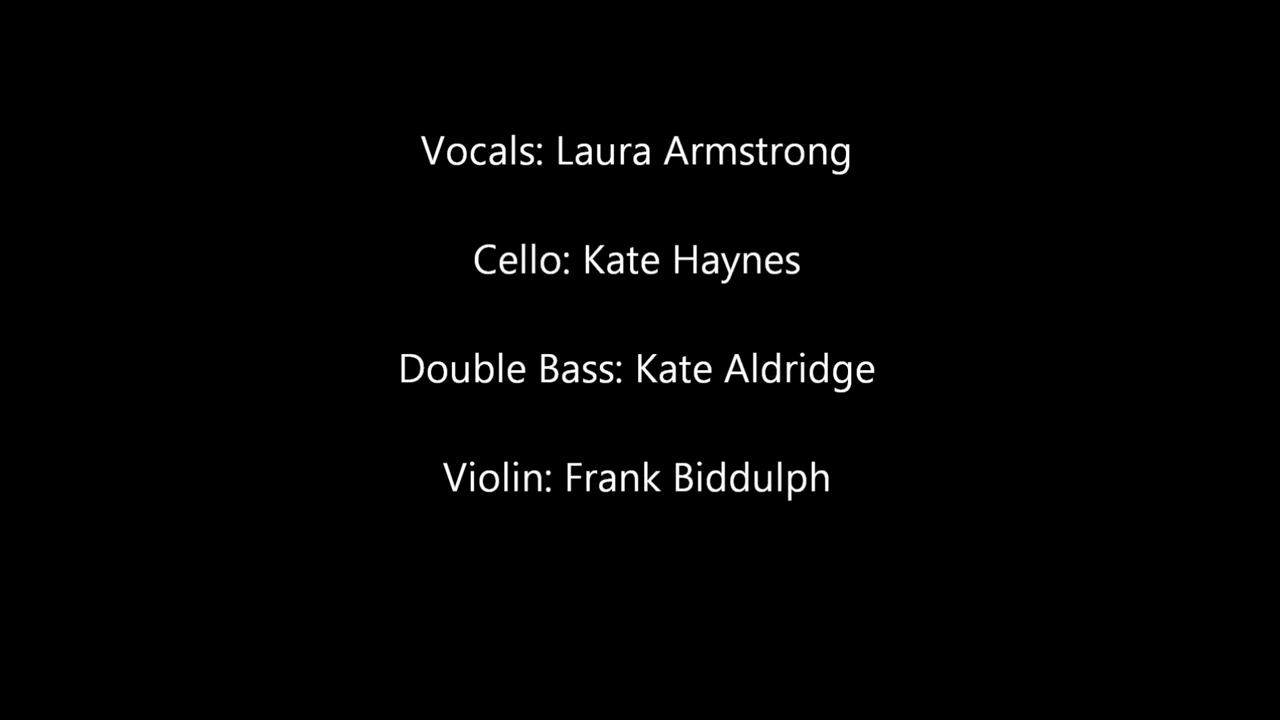 Vocals: Laura Armstrong
Cello: Kate Haynes
Double Bass: Kate Aldridge
Violin: Frank Biddulph